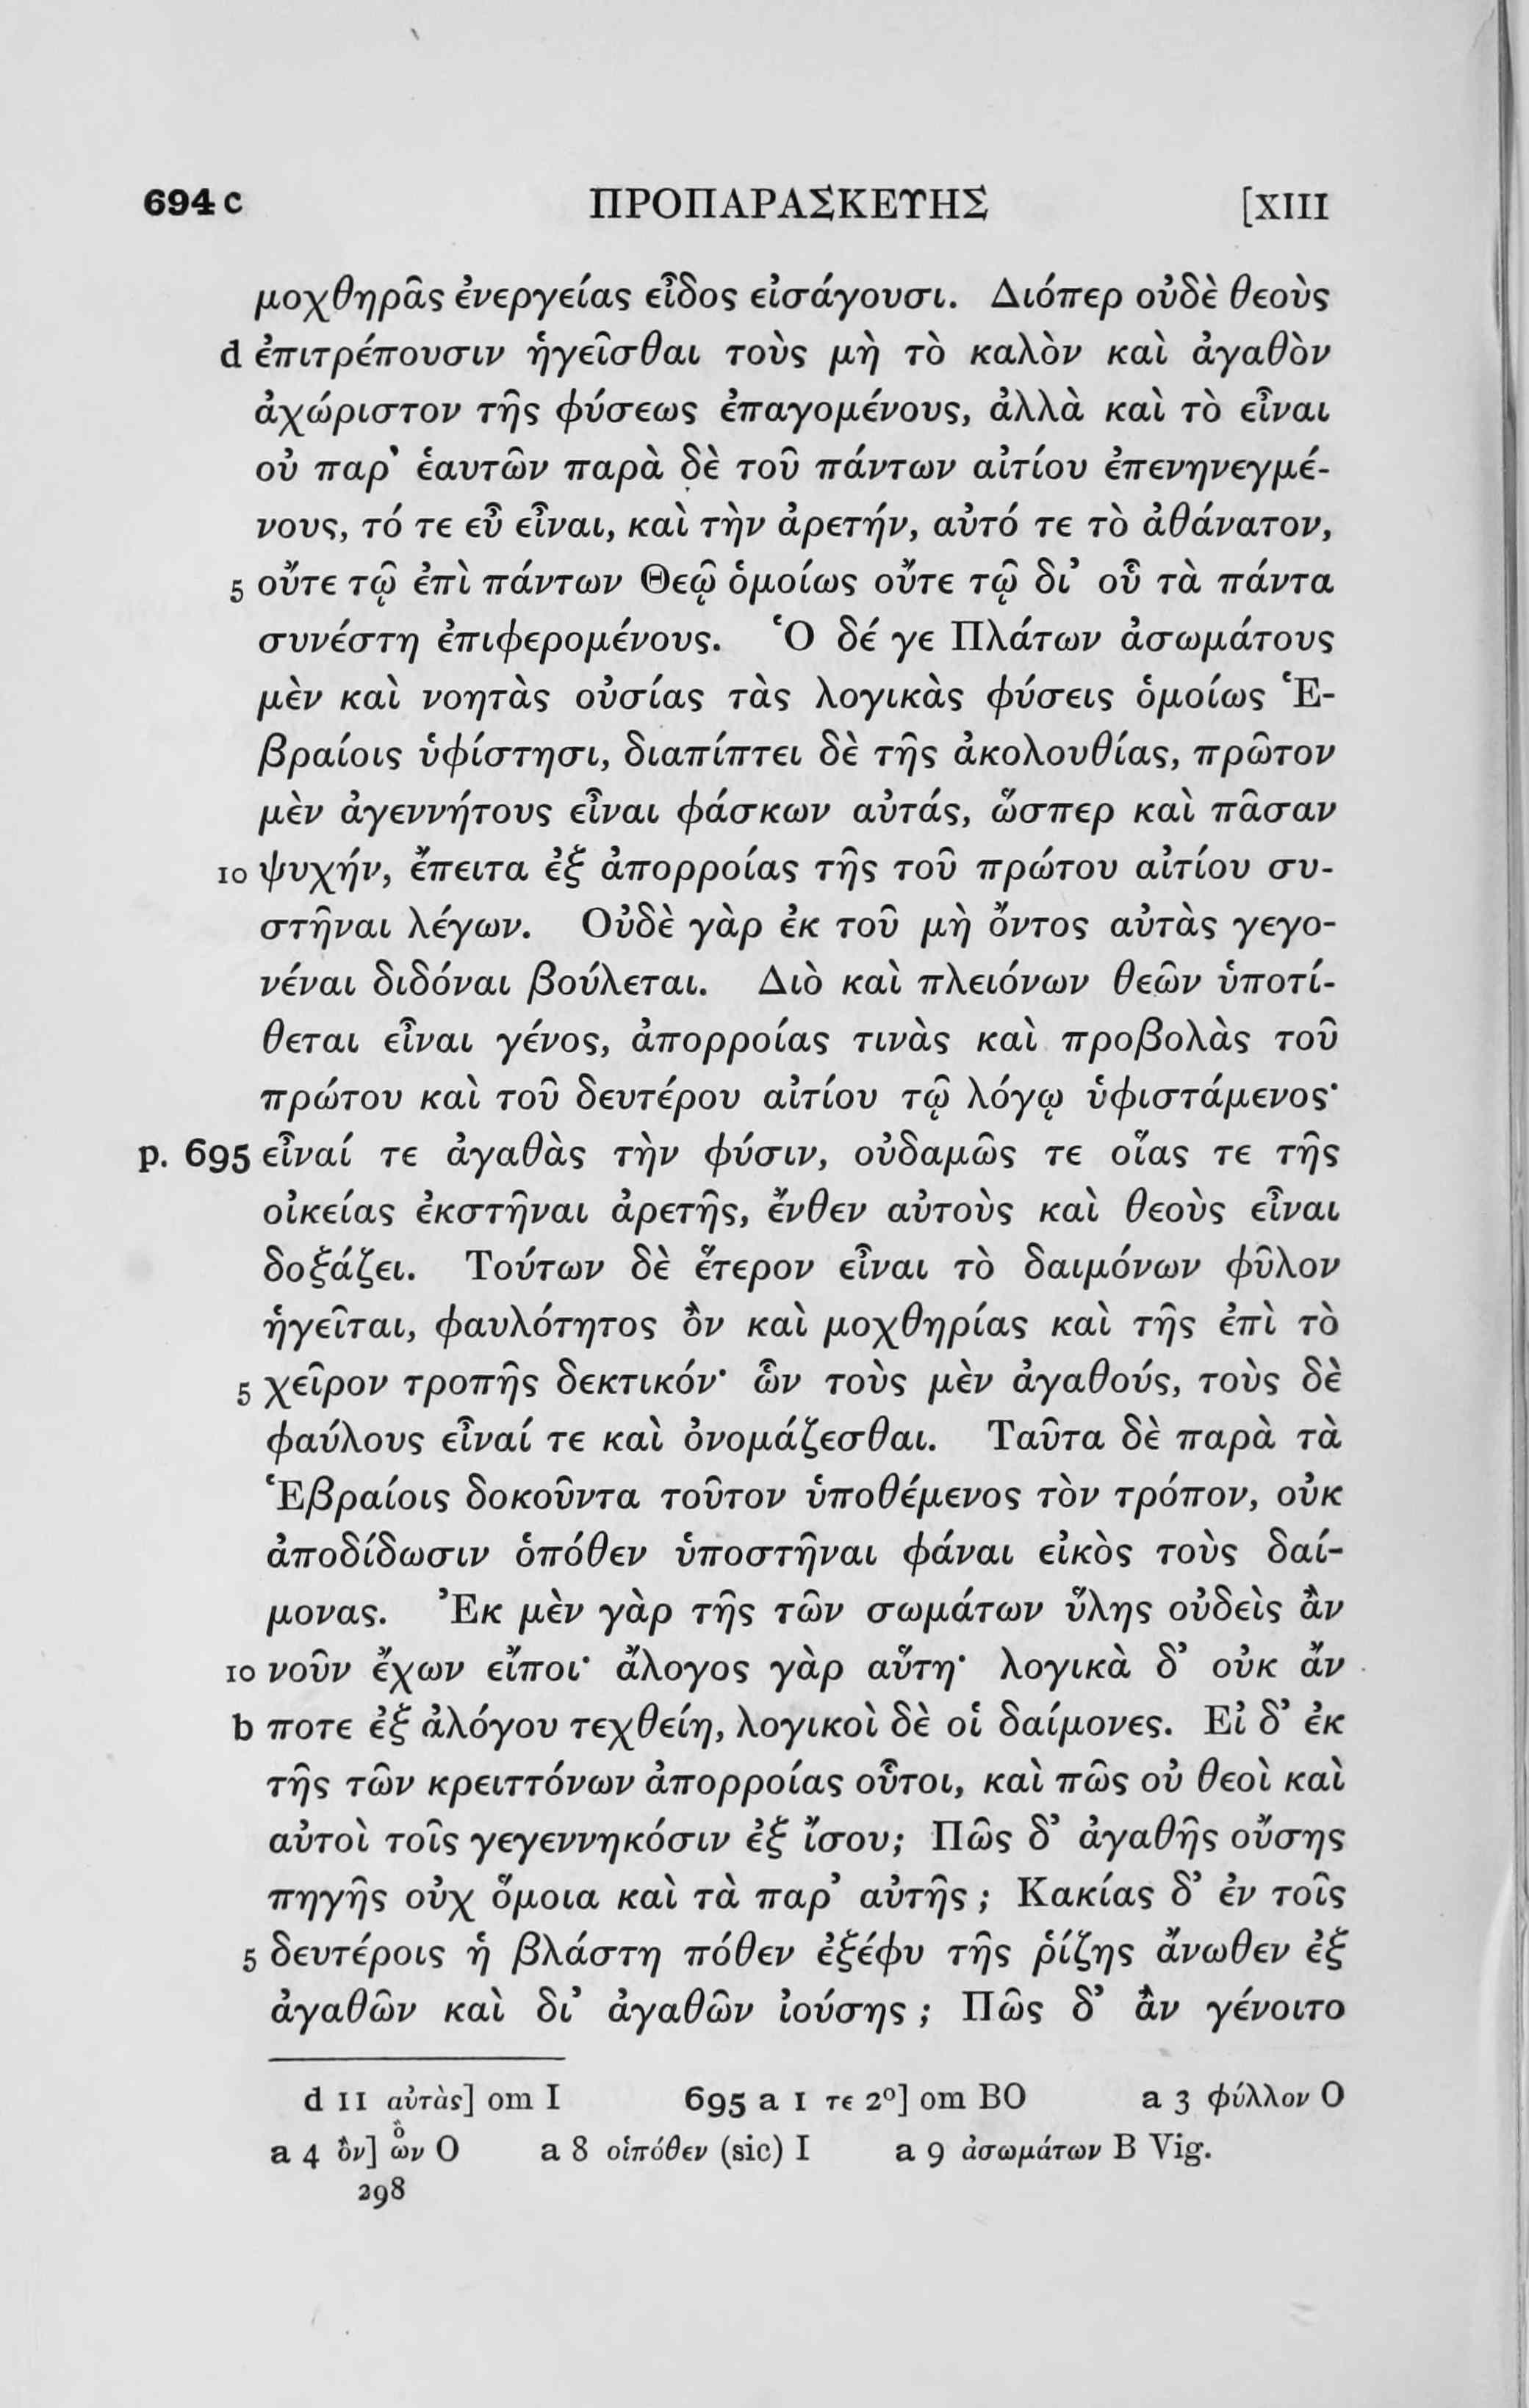 694 c ΠΡΟΠΑΡΑΣΚΕΥΗΣ [XIII
μοχθηρᾶς ἐνεργείας εἶδος εἰσάγουσι. Διόπερ οὐδὲ θεοὺς
d ἐπιτρέπουσιν ἡγεῖσθαι τοὺς μὴ τὸ καλὸν καὶ ἀγαθὸν
ἀχώριστον τῆς φύσεως ἐπαγομένους, ἀλλὰ καὶ τὸ εἶναι
οὐ παρ᾽ ἑαυτῶν παρὰ δὲ τοῦ πάντων αἰτίου ἐπενηνεγμέ-
νους, τό τε εὖ εἶναι, καὶ τὴν ἀρετήν, αὐτό τε τὸ ἀθάνατον,
5 οὔτε τῷ ἐπὶ πάντων Θεῷ ὁμοίως οὔτε τῷ δι᾽ οὗ τὰ πάντα
συνέστη ἐπιφερομένους. Ὁ δέ γε Πλάτων ἀσωμάτους
μὲν καὶ νοητὰς οὐσίας τὰς λογικὰς φύσεις ὁμοίως Ἑ-
βραίοις ὑφίστησι, διαπίπτει δὲ τῆς ἀκολουθίας, πρῶτον
μὲν ἀγεννήτους εἶναι φάσκων αὐτάς, ὥσπερ καὶ πᾶσαν
10 ψυχήν, ἔπειτα ἐξ ἀπορροίας τῆς τοῦ πρώτου αἰτίου συ-
στῆναι λέγων. Οὐδὲ γὰρ ἐκ τοῦ μὴ ὄντος αὐτὰς γεγο-
νέναι διδόναι βούλεται. Διὸ καὶ πλειόνων θεῶν ὑποτί-
θεται εἶναι γένος, ἀπορροίας τινὰς καὶ προβολὰς τοῦ
πρώτου καὶ τοῦ δευτέρου αἰτίου τῷ λόγῳ ὑφιστάμενος·
p. 695 εἶναί τε ἀγαθὰς τὴν φύσιν, οὐδαμῶς τε οἵας τε τῆς
οἰκείας ἐκστῆναι ἀρετῆς, ἔνθεν αὐτοὺς καὶ θεοὺς εἶναι
δοξάζει. Τούτων δὲ ἕτερον εἶναι τὸ δαιμόνων φῦλον
ἡγεῖται, φαυλότητος ὂν καὶ μοχθηρίας καὶ τῆς ἐπὶ τὸ
5 χεῖρον τροπῆς δεκτικόν· ὧν τοὺς μὲν ἀγαθούς, τοὺς δὲ
φαύλους εἶναί τε καὶ ὀνομάζεσθαι. Ταῦτα δὲ παρὰ τὰ
Ἑβραίοις δοκοῦντα τοῦτον ὑποθέμενος τὸν τρόπον, οὐκ
ἀποδίδωσιν ὁπόθεν ὑποστῆναι φάναι εἰκὸς τοὺς δαί-
μονας. Ἐκ μὲν γὰρ τῆς τῶν σωμάτων ὕλης οὐδεὶς ἂν
10 νοῦν ἔχων εἴποι· ἄλογος γὰρ αὕτη· λογικὰ δ᾽ οὐκ ἄν
b ποτε ἐξ ἀλόγου τεχθείη, λογικοὶ δὲ οἱ δαίμονες. Εἰ δ᾽ ἐκ
τῆς τῶν κρειττόνων ἀπορροίας οὗτοι, καὶ πῶς οὐ θεοὶ καὶ
αὐτοὶ τοῖς γεγεννηκόσιν ἐξ ἴσου; Πῶς δ᾽ ἀγαθῆς οὔσης
πηγῆς οὐχ ὅμοια καὶ τὰ παρ᾽ αὐτῆς; Κακίας δ᾽ ἐν τοῖς
5 δευτέροις ἡ βλάστη πόθεν ἐξέφυ τῆς ῥίζης ἄνωθεν ἐξ
ἀγαθῶν καὶ δι᾽ ἀγαθῶν ἰούσης; Πῶς δ᾽ ἂν γένοιτο
d 11 αὐτὰς] om I 695 a 1 τε 2º] om BO a 3 φύλλον O
a 4 ὂν] ὢν O a 8 οἱπόθεν (sic) I a 9 ἀσωμάτων B Vig.
298